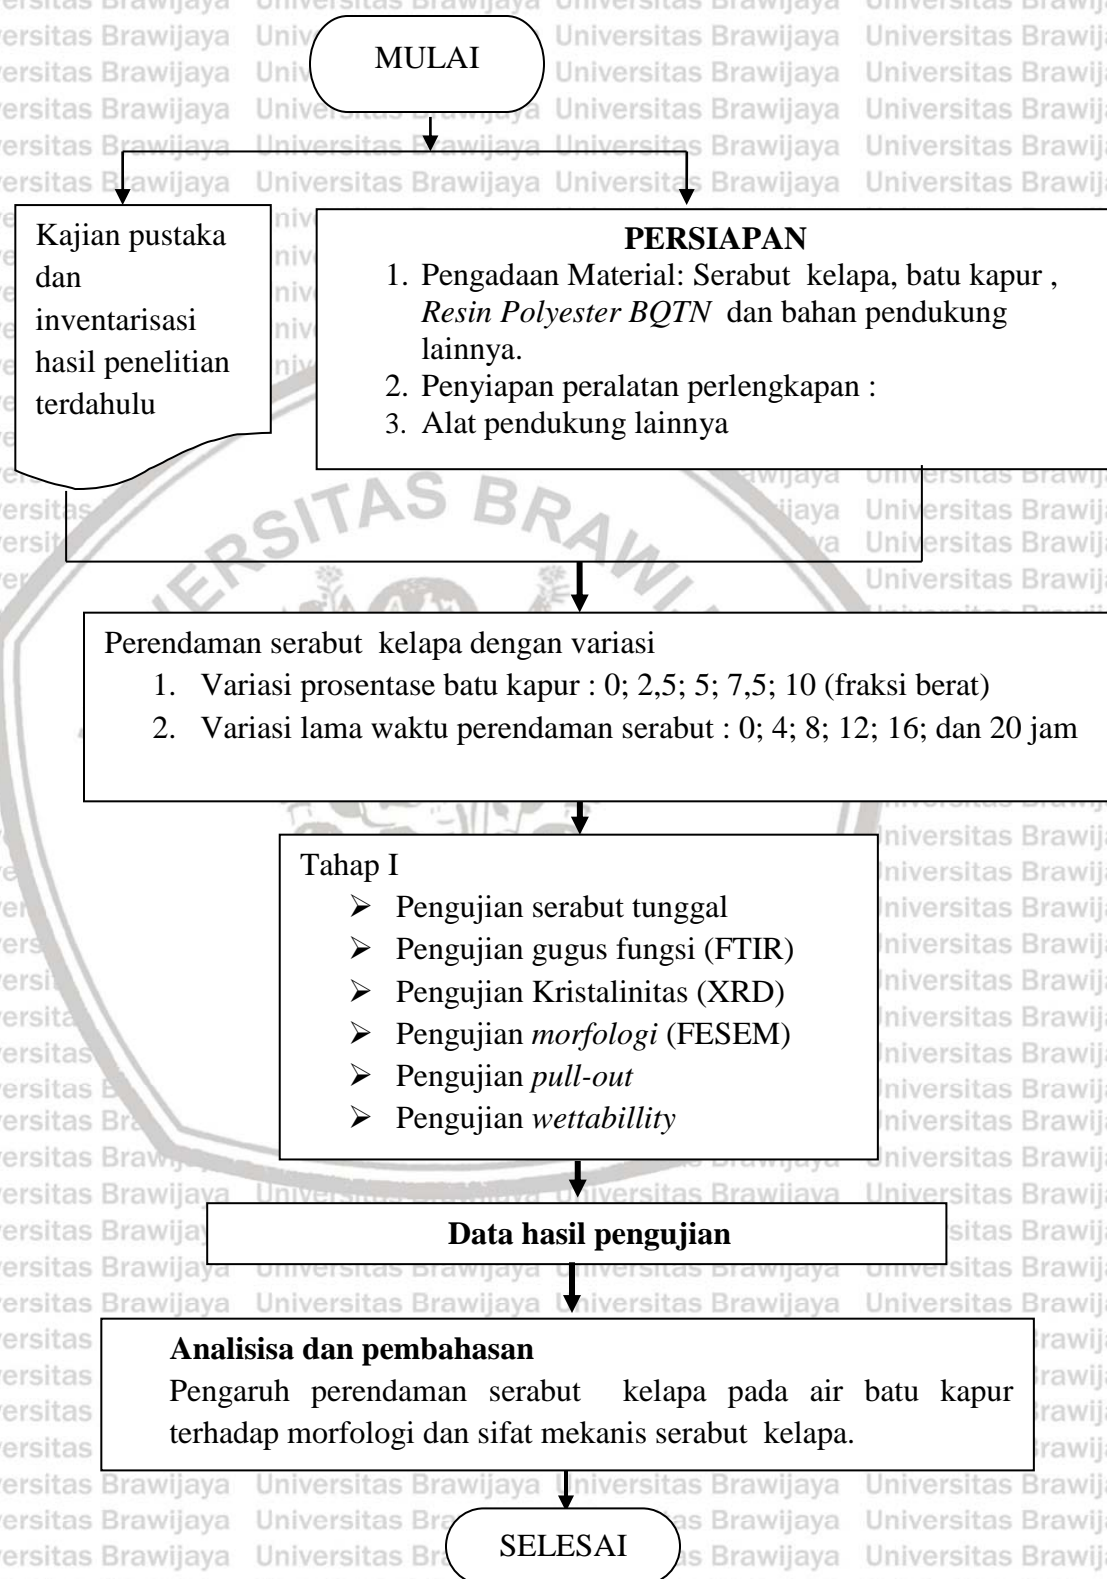 MULAI
Kajian pustaka
dan
inventarisasi
hasil penelitian
terdahulu
PERSIAPAN
1. Pengadaan Material: Serabut kelapa, batu kapur ,
Resin Polyester BQTN dan bahan pendukung
lainnya.
2. Penyiapan peralatan perlengkapan :
3. Alat pendukung lainnya
Perendaman serabut kelapa dengan variasi
1. Variasi prosentase batu kapur : 0; 2,5; 5; 7,5; 10 (fraksi berat)
2. Variasi lama waktu perendaman serabut : 0; 4; 8; 12; 16; dan 20 jam
Tahap I
➢ Pengujian serabut tunggal
➢ Pengujian gugus fungsi (FTIR)
➢ Pengujian Kristalinitas (XRD)
➢ Pengujian morfologi (FESEM)
➢ Pengujian pull-out
➢ Pengujian wettabillity
Data hasil pengujian
Analisisa dan pembahasan
Pengaruh perendaman serabut kelapa pada air batu kapur
terhadap morfologi dan sifat mekanis serabut kelapa.
SELESAI